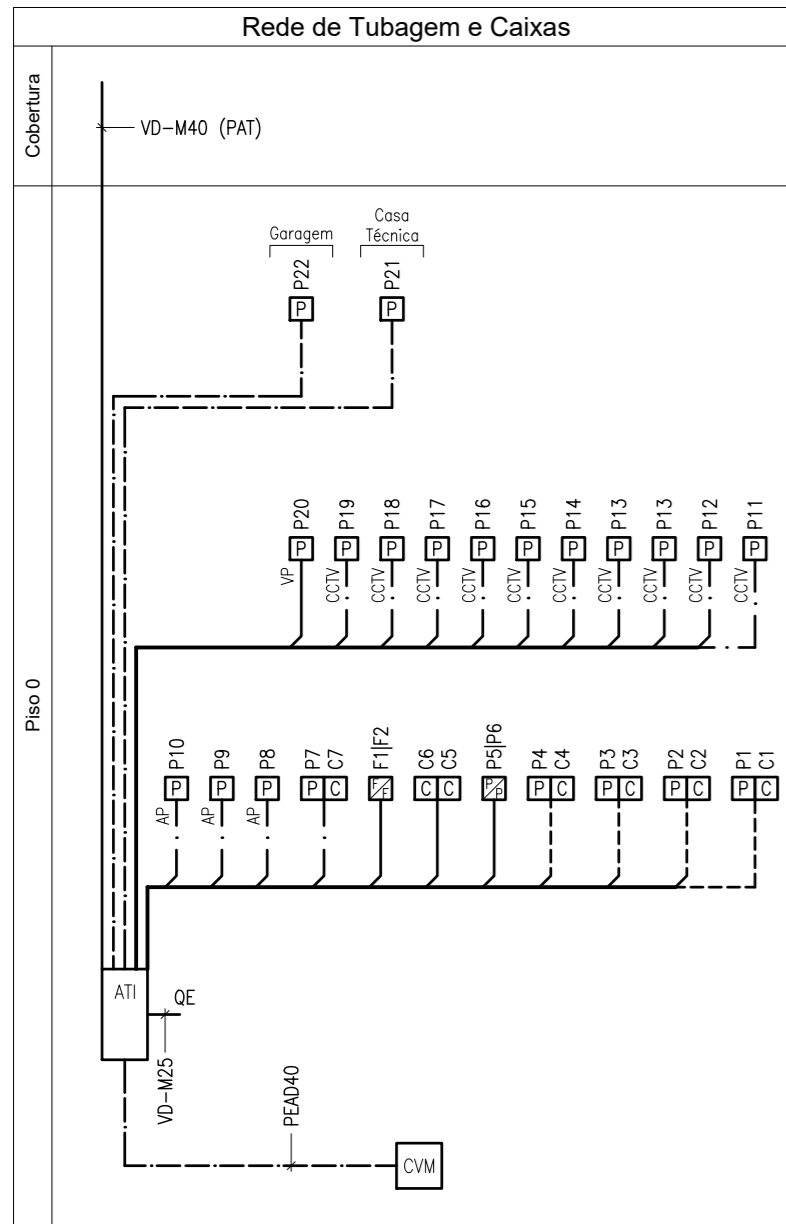 Rede de Tubagem e Caixas
Cobertura
VD-M40 (PAT)
Piso 0
Garagem
Casa
Técnica
P22
P21
P
P
P20
P19
P18
P17
P16
P15
P14
P13
P13
P12
P11
P
P
P
P
P
P
P
P
P
P
P
VP
CCTV
CCTV
CCTV
CCTV
CCTV
CCTV
CCTV
CCTV
CCTV
CCTV
P10
P9
P8
P7
C7
F1|F2
C6
C5
P5|P6
P4
C4
P3
C3
P2
C2
P1
C1
P
P
P
P C
F F
C C
P P
P C
P C
P C
P C
AP
AP
AP
ATI
QE
VD-M25
PEAD40
CVM